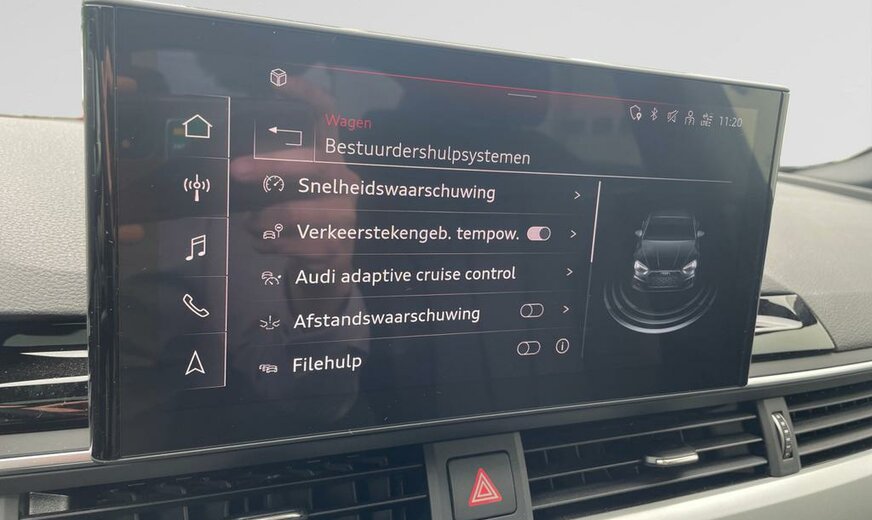 11:20
Wagen
Bestuurdershulpsystemen
Snelheidswaarschuwing
Verkeerstekengeb. tempow.
Audi adaptive cruise control
Afstandswaarschuwing
Filehulp